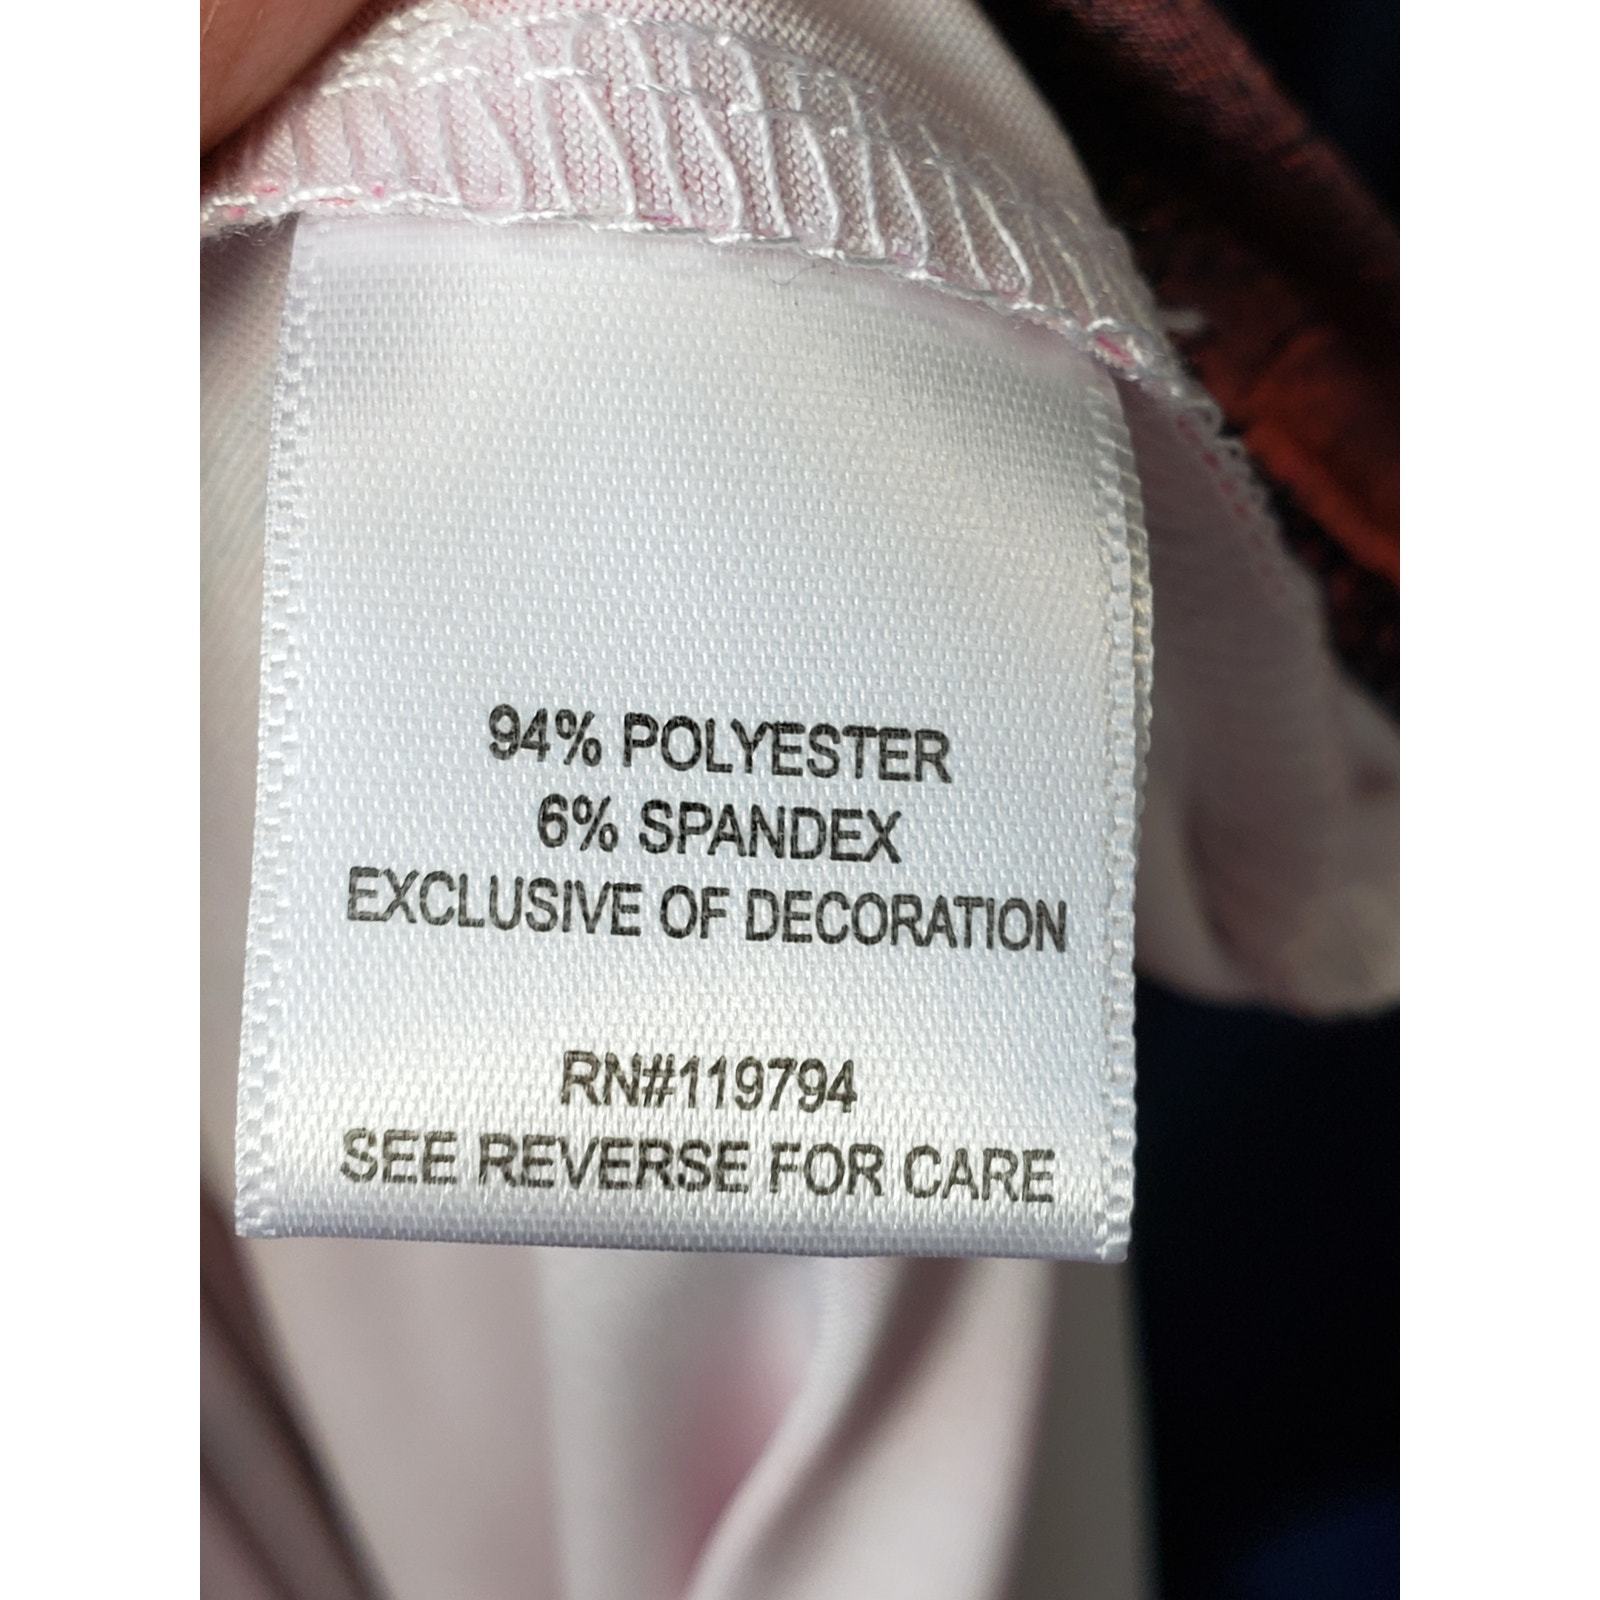 94% POLYESTER
6% SPANDEX
EXCLUSIVE OF DECORATION
RN#119794
SEE REVERSE FOR CARE